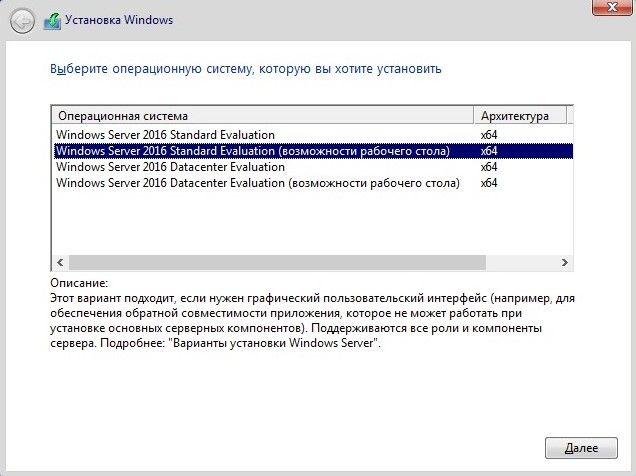 Установка Windows
Выберите операционную систему, которую вы хотите установить
Операционная система Архитектура
Windows Server 2016 Standard Evaluation x64
Windows Server 2016 Standard Evaluation (возможности рабочего стола) x64
Windows Server 2016 Datacenter Evaluation x64
Windows Server 2016 Datacenter Evaluation (возможности рабочего стола) x64
Описание:
Этот вариант подходит, если нужен графический пользовательский интерфейс (например, для
обеспечения обратной совместимости приложения, которое не может работать при
установке основных серверных компонентов). Поддерживаются все роли и компоненты
сервера. Подробнее: "Варианты установки Windows Server".
Далее